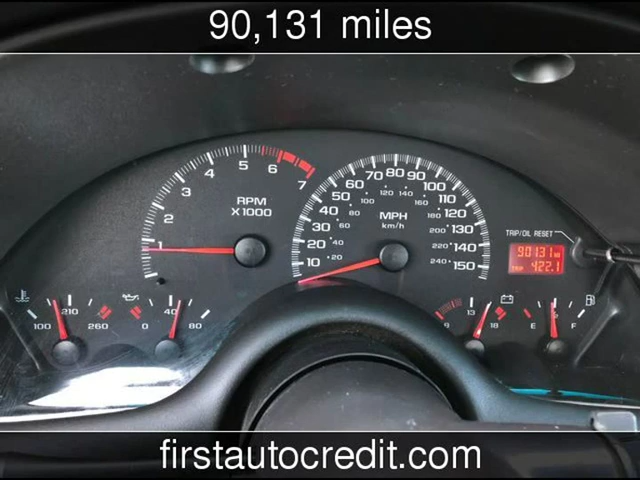 90,131 miles
1 2 3 4 5 6 7
RPM
X1000
10 20 30 40 50 60 70 80 90 100 110 120 130 140 150
20 40 60 80 100 120 140 160 180 200 220 240
MPH
km/h
TRIP/OIL RESET
90131
TRIP 422.1
100 210 260
0 40 80
9 13 18
E F
firstautocredit.com